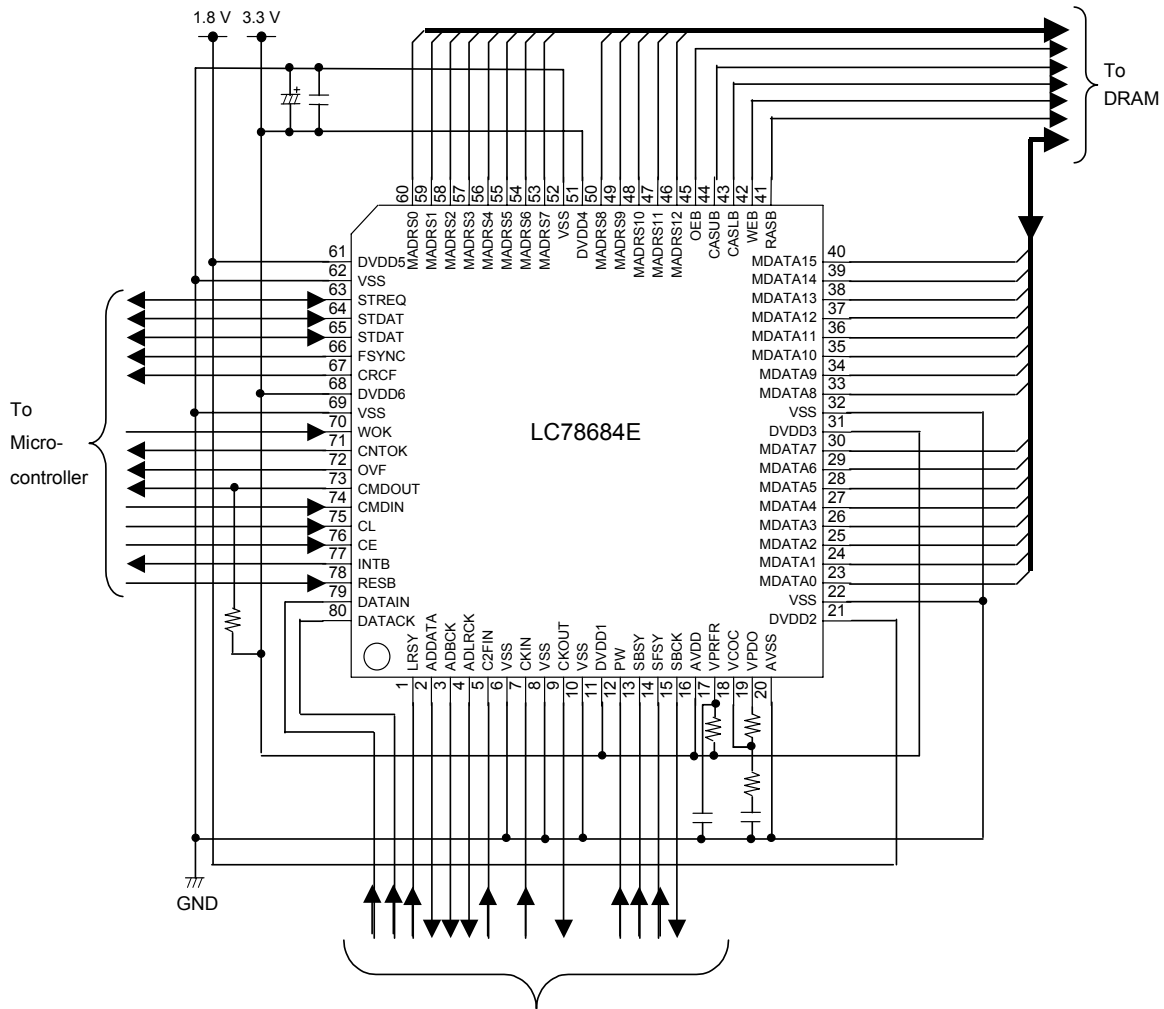 1.8 V 3.3 V
To
DRAM
60 59 58 57 56 55 54 53 52 51 50 49 48 47 46 45 44 43 42 41
MADRS0 MADRS1 MADRS2 MADRS3 MADRS4 MADRS5 MADRS6 MADRS7 VSS DVDD4 MADRS8 MADRS9 MADRS10 MADRS11 MADRS12 OEB CASUB CASLB WEB RASB
61 DVDD5
62 VSS
63 STREQ
64 STDAT
65 STDAT
66 FSYNC
67 CRCF
68 DVDD6
69 VSS
70 WOK
71 CNTOK
72 OVF
73 CMDOUT
74 CMDIN
75 CL
76 CE
77 INTB
78 RESB
79 DATAIN
80 DATACK
To
Micro-
controller
LC78684E
MDATA15 40
MDATA14 39
MDATA13 38
MDATA12 37
MDATA11 36
MDATA10 35
MDATA9 34
MDATA8 33
VSS 32
DVDD3 31
MDATA7 30
MDATA6 29
MDATA5 28
MDATA4 27
MDATA3 26
MDATA2 25
MDATA1 24
MDATA0 23
VSS 22
DVDD2 21
LRSY ADDATA ADBCK ADLRCK C2FIN VSS CKIN VSS CKOUT VSS DVDD1 PW SBSY SFSY SBCK AVDD VPRFR VCOC VPDO AVSS
1 2 3 4 5 6 7 8 9 10 11 12 13 14 15 16 17 18 19 20
+
GND